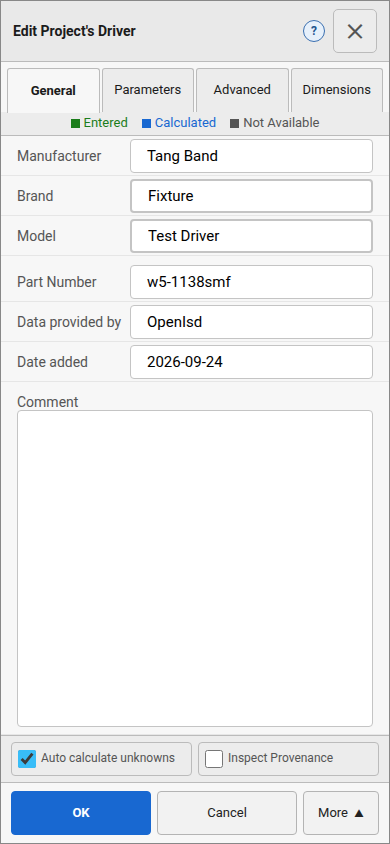 Edit Project's Driver
?
General Parameters Advanced Dimensions
Entered Calculated Not Available
Manufacturer Tang Band
Brand Fixture
Model Test Driver
Part Number w5-1138smf
Data provided by OpenIsd
Date added 2026-09-24
Comment
Auto calculate unknowns Inspect Provenance
OK Cancel More ▲